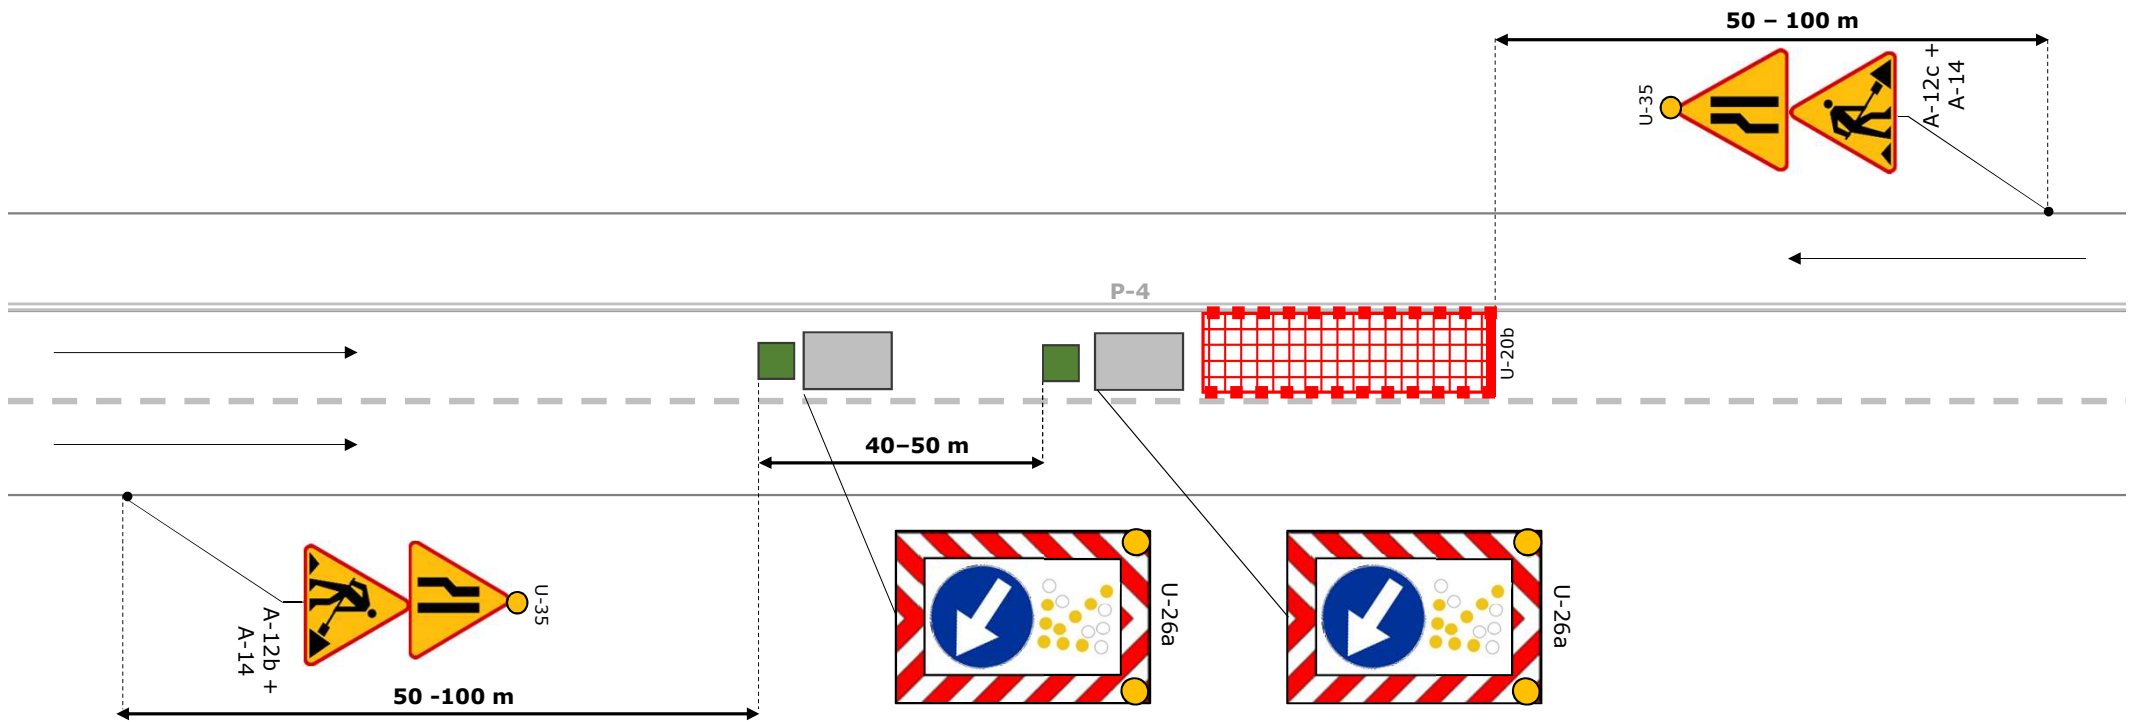 50 – 100 m
U-35
A-12c +
A-14
P-4
U-20b
40–50 m
U-35
A-12b +
A-14
U-26a
U-26a
50 -100 m